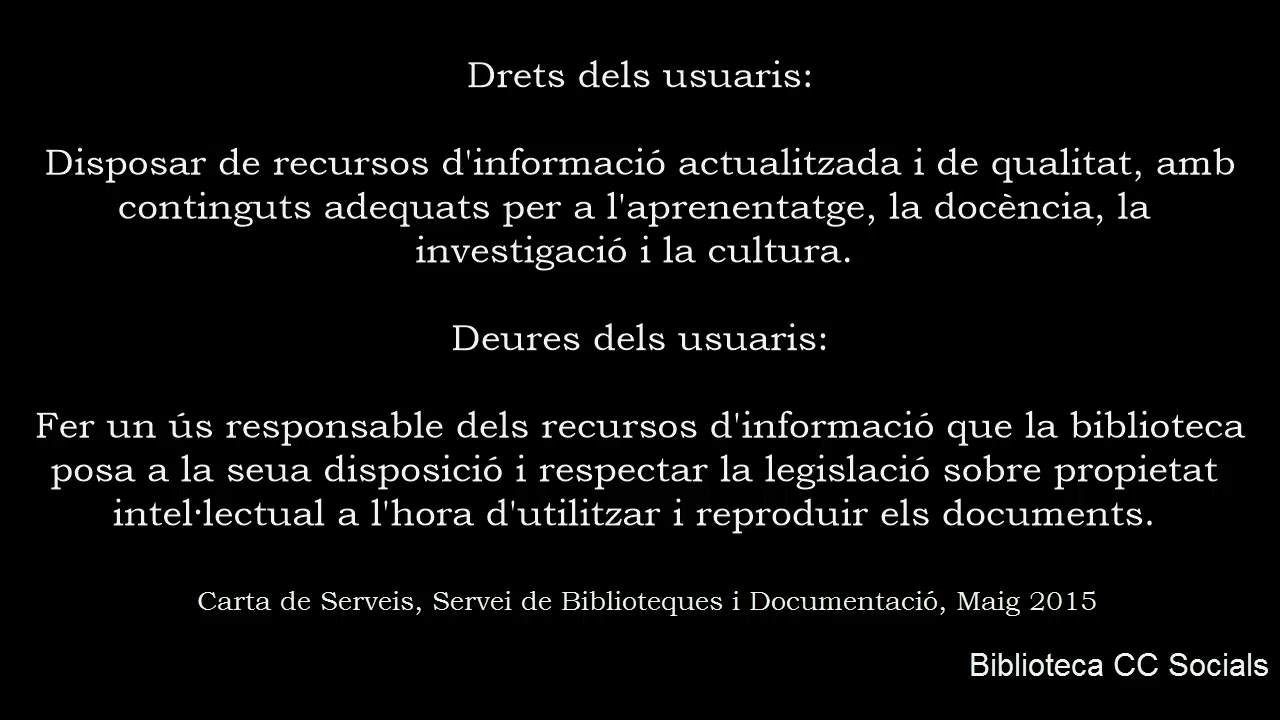 Drets dels usuaris:
Disposar de recursos d'informació actualitzada i de qualitat, amb
continguts adequats per a l'aprenentatge, la docència, la
investigació i la cultura.
Deures dels usuaris:
Fer un ús responsable dels recursos d'informació que la biblioteca
posa a la seua disposició i respectar la legislació sobre propietat
intel·lectual a l'hora d'utilitzar i reproduir els documents.
Carta de Serveis, Servei de Biblioteques i Documentació, Maig 2015
Biblioteca CC Socials